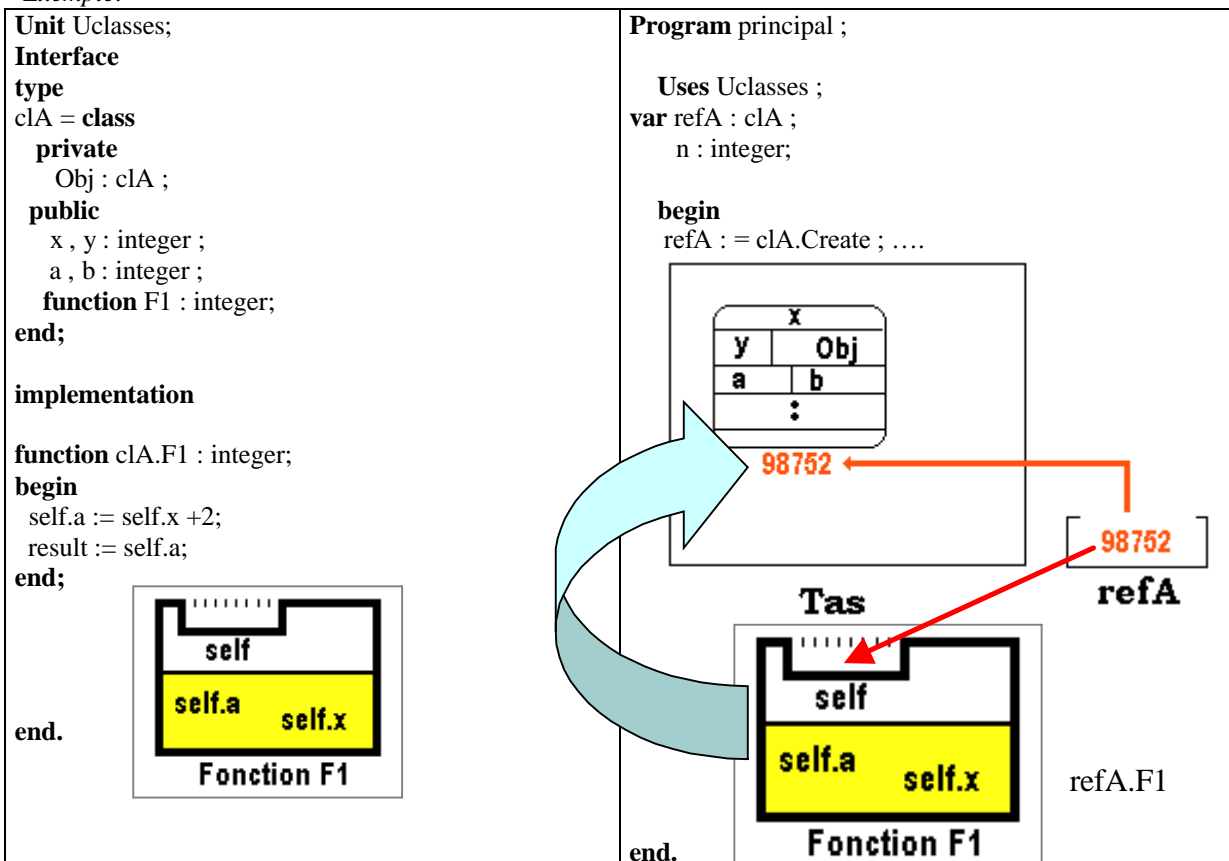 Unit Uclasses;
Interface
type
clA = class
private
Obj : clA ;
public
x , y : integer ;
a , b : integer ;
function F1 : integer;
end;
implementation
function clA.F1 : integer;
begin
self.a := self.x +2;
result := self.a;
end;
self
self.a
self.x
Fonction F1
end.
Program principal ;
Uses Uclasses ;
var refA : clA ;
n : integer;
begin
refA : = clA.Create ; ….
x
y Obj
a b
:
98752
98752
refA
Tas
self
self.a
self.x
refA.F1
Fonction F1
end.